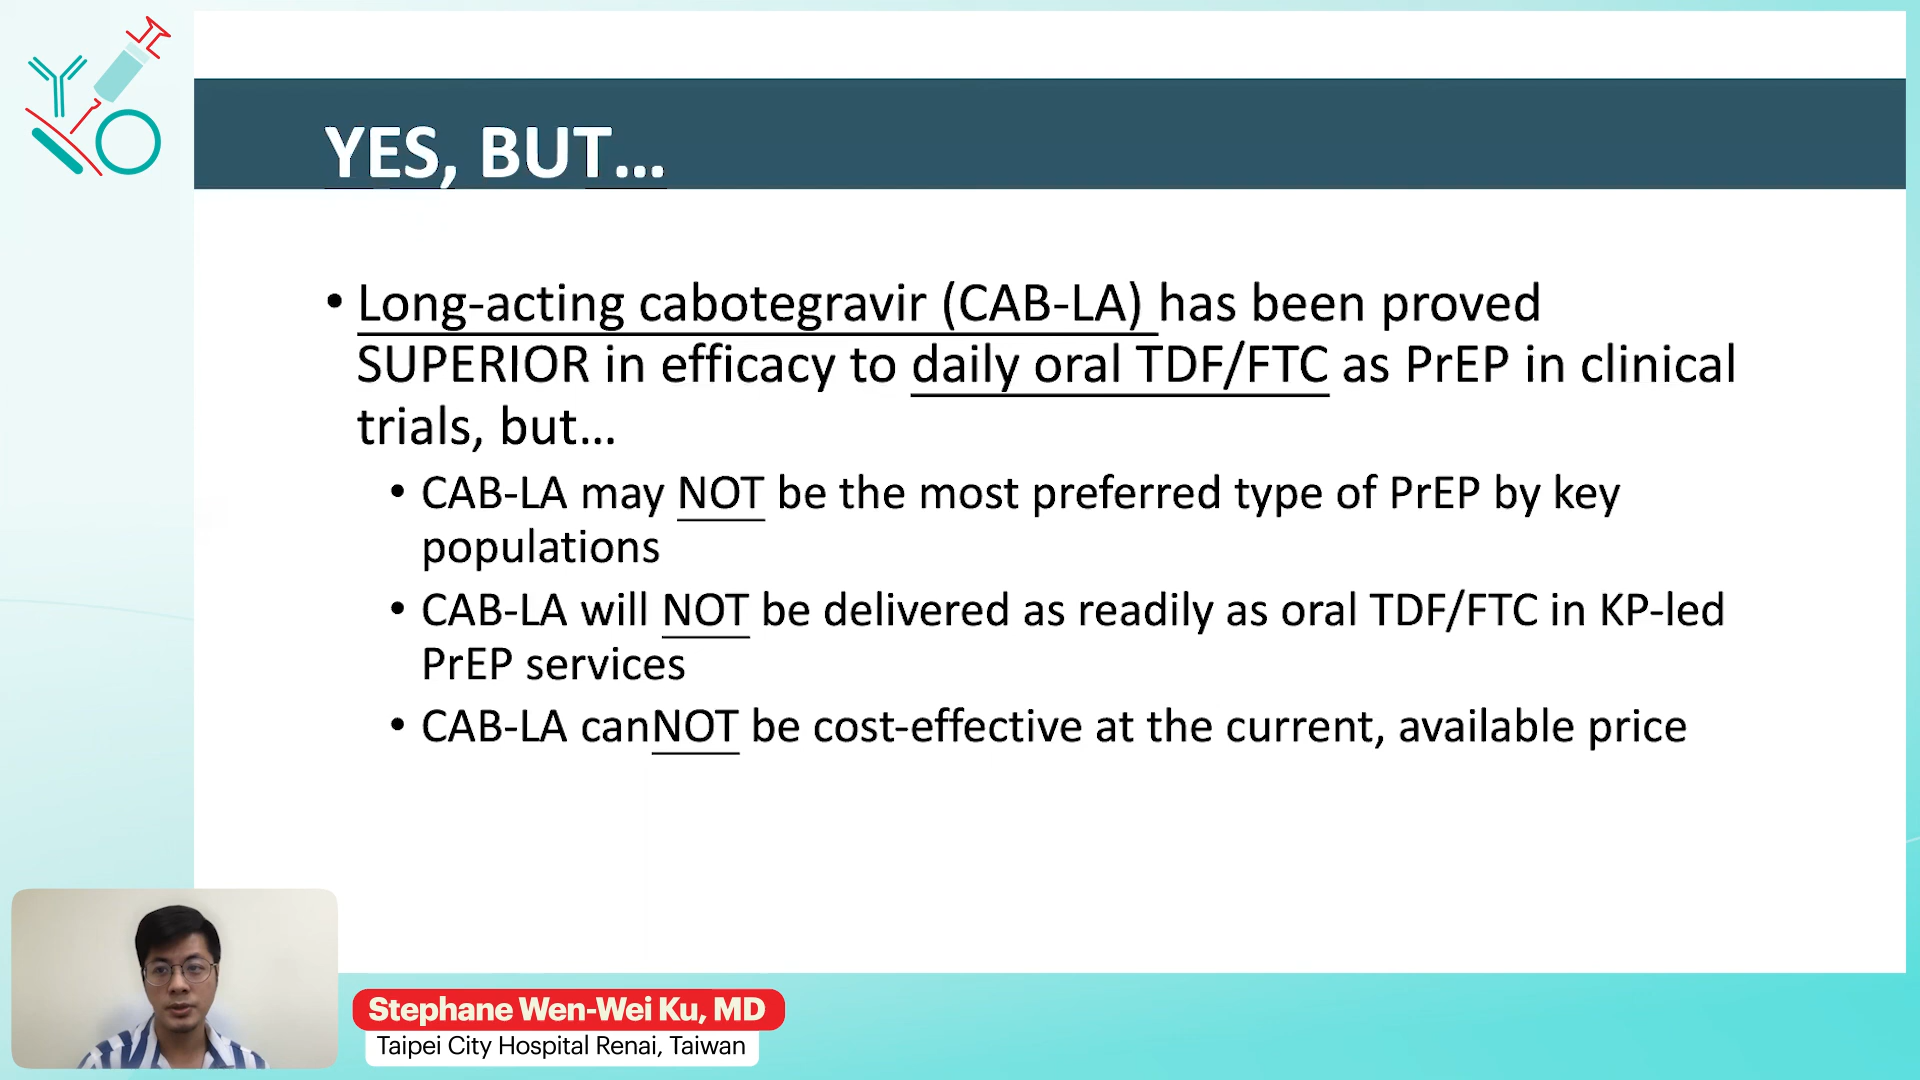 YES, BUT...
• Long-acting cabotegravir (CAB-LA) has been proved
SUPERIOR in efficacy to daily oral TDF/FTC as PrEP in clinical
trials, but...
• CAB-LA may NOT be the most preferred type of PrEP by key
populations
• CAB-LA will NOT be delivered as readily as oral TDF/FTC in KP-led
PrEP services
• CAB-LA canNOT be cost-effective at the current, available price
Stephane Wen-Wei Ku, MD
Taipei City Hospital Renai, Taiwan